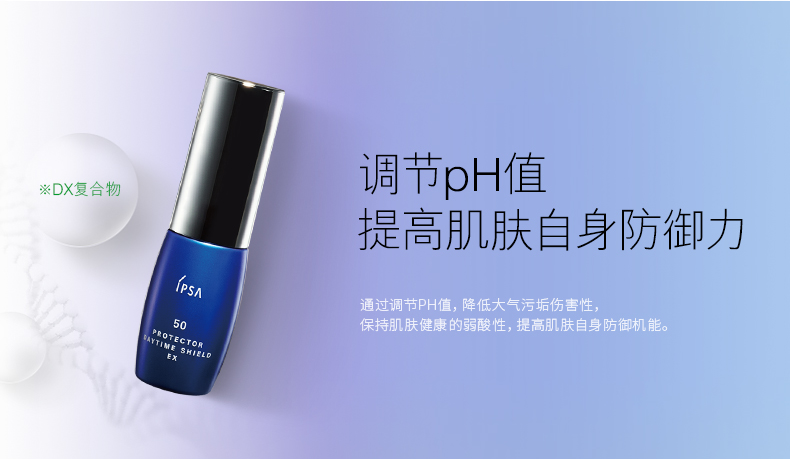 ※DX复合物
调节pH值
提高肌肤自身防御力
通过调节PH值，降低大气污垢伤害性，
保持肌肤健康的弱酸性，提高肌肤自身防御机能。
IPSA
50
PROTECTOR
DAYTIME SHIELD
EX